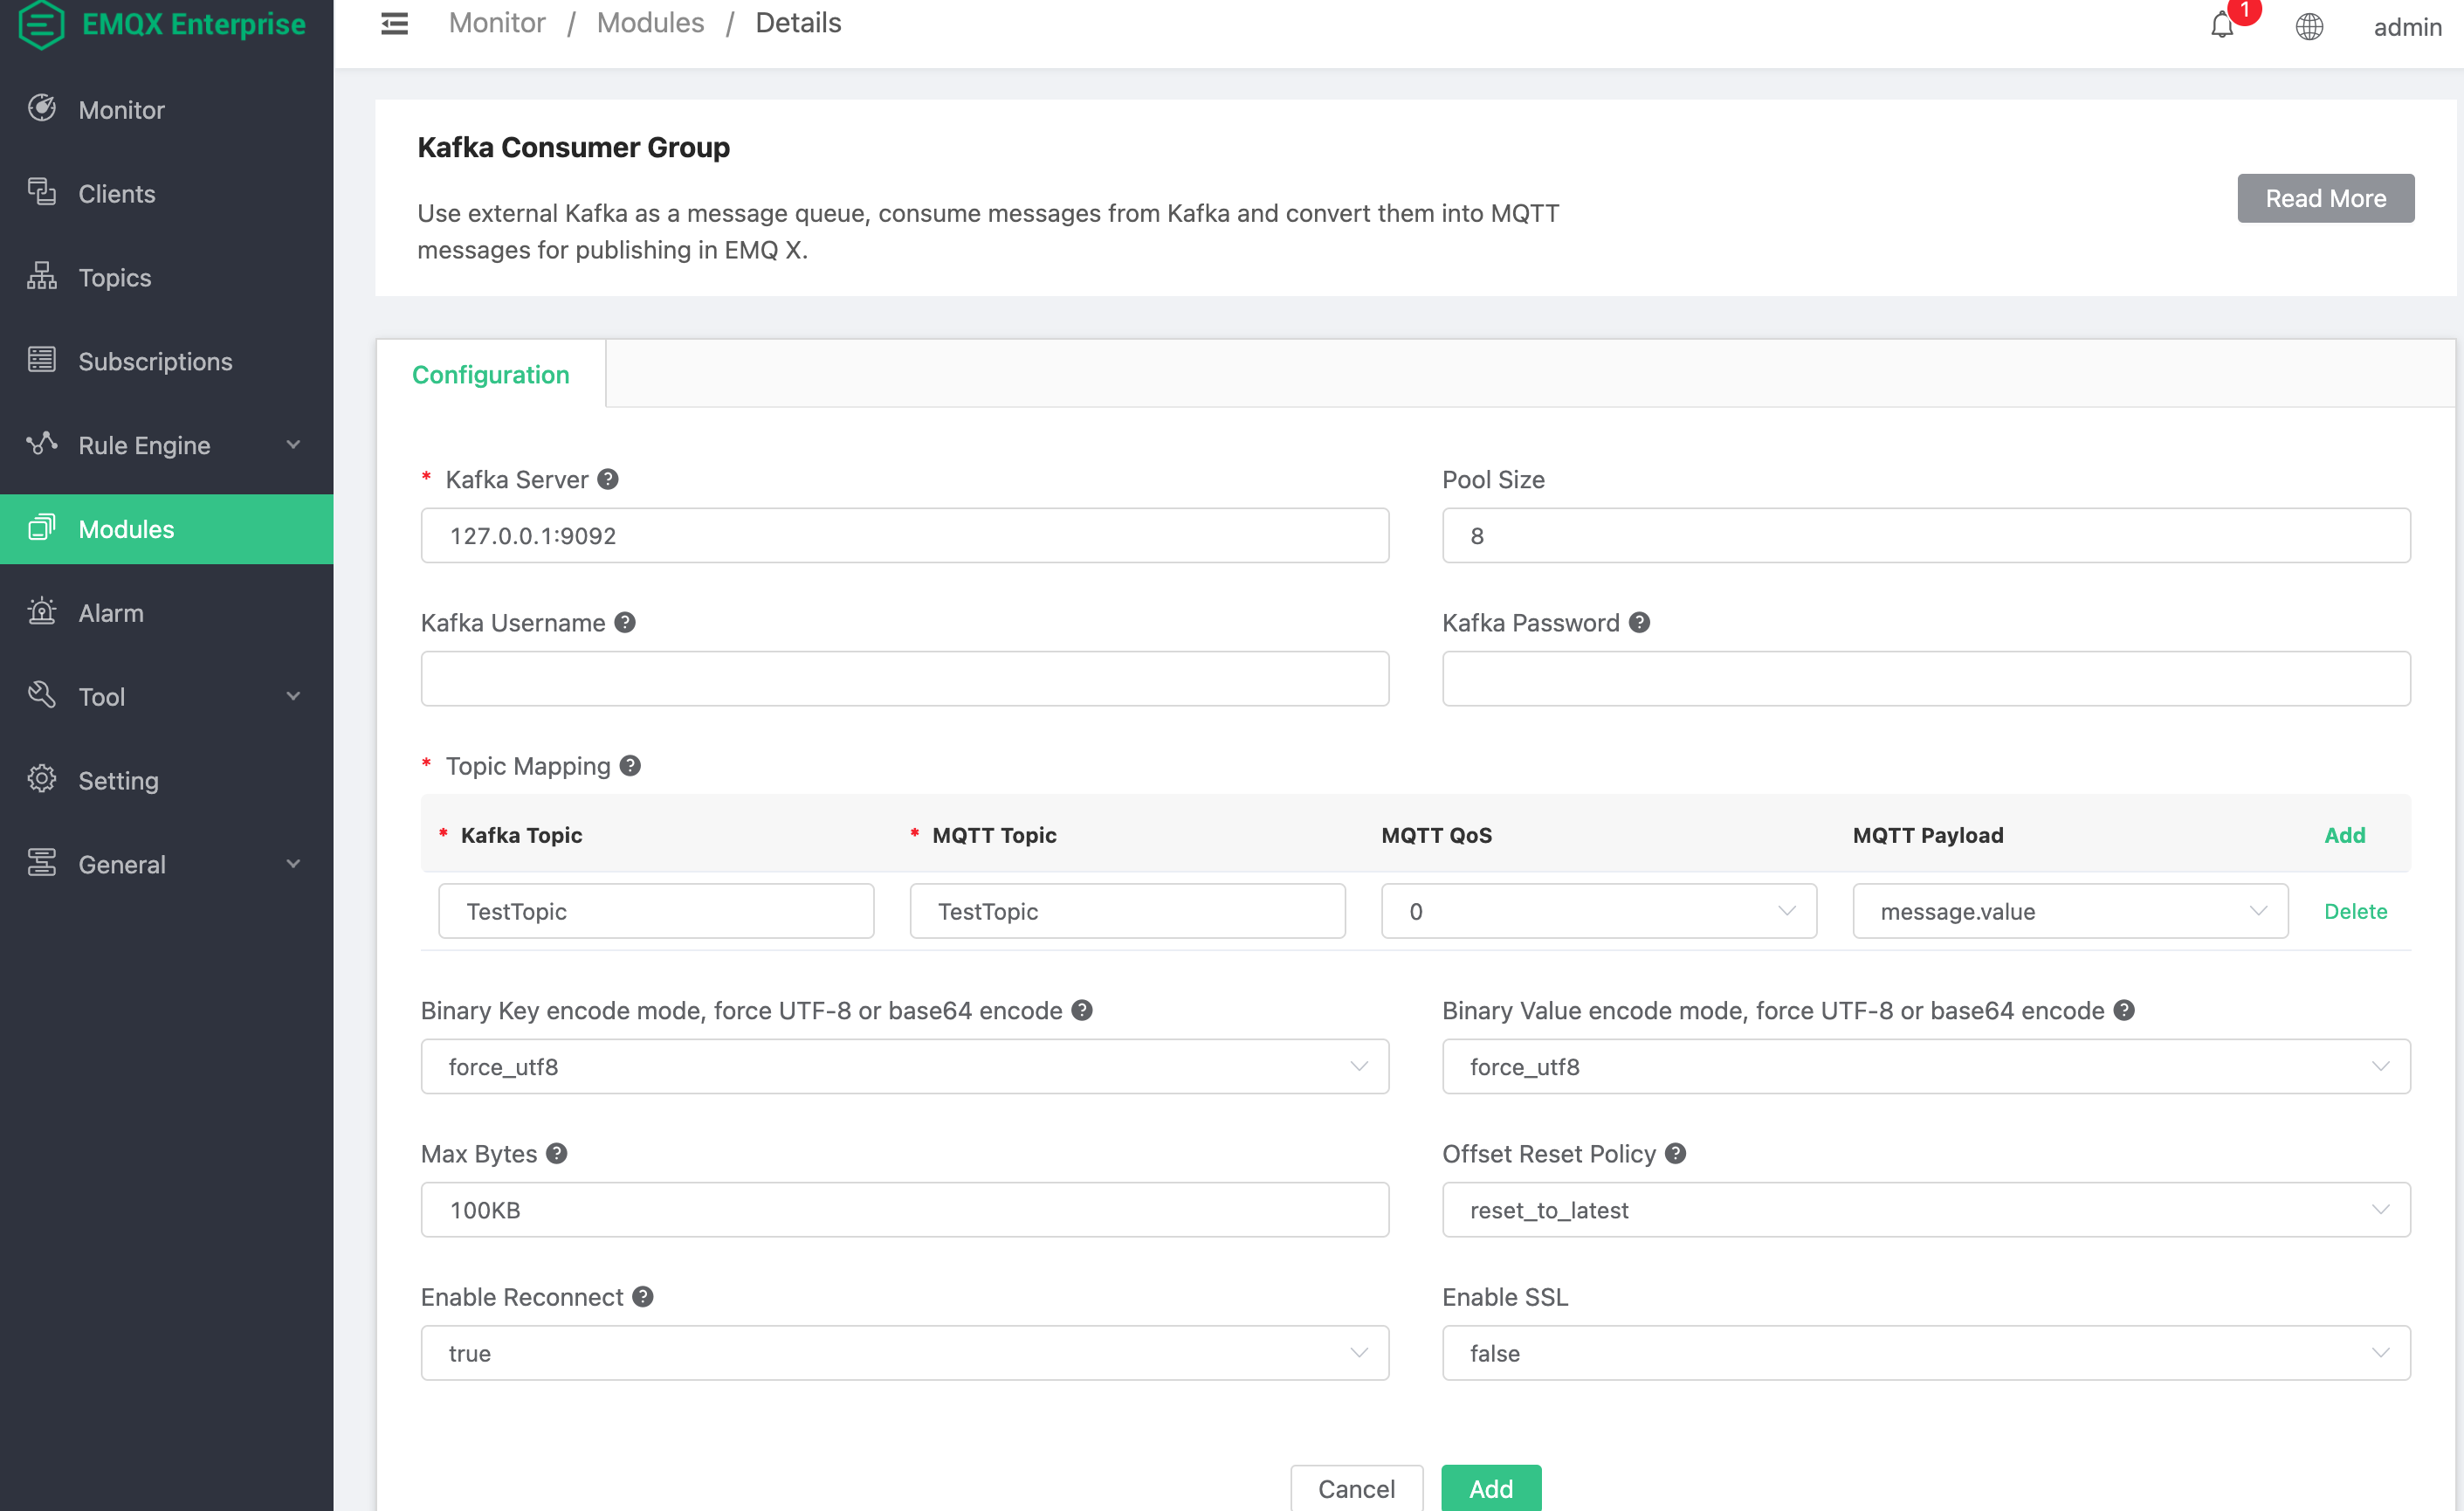 EMQX Enterprise
Monitor / Modules / Details
1
admin
Monitor
Clients
Topics
Subscriptions
Rule Engine
Modules
Alarm
Tool
Setting
General
Kafka Consumer Group
Use external Kafka as a message queue, consume messages from Kafka and convert them into MQTT
messages for publishing in EMQ X.
Read More
Configuration
* Kafka Server ?
127.0.0.1:9092
Pool Size
8
Kafka Username ?
Kafka Password ?
* Topic Mapping ?
* Kafka Topic * MQTT Topic MQTT QoS MQTT Payload Add
TestTopic TestTopic 0 message.value Delete
Binary Key encode mode, force UTF-8 or base64 encode ?
force_utf8
Binary Value encode mode, force UTF-8 or base64 encode ?
force_utf8
Max Bytes ?
100KB
Offset Reset Policy ?
reset_to_latest
Enable Reconnect ?
true
Enable SSL
false
Cancel Add